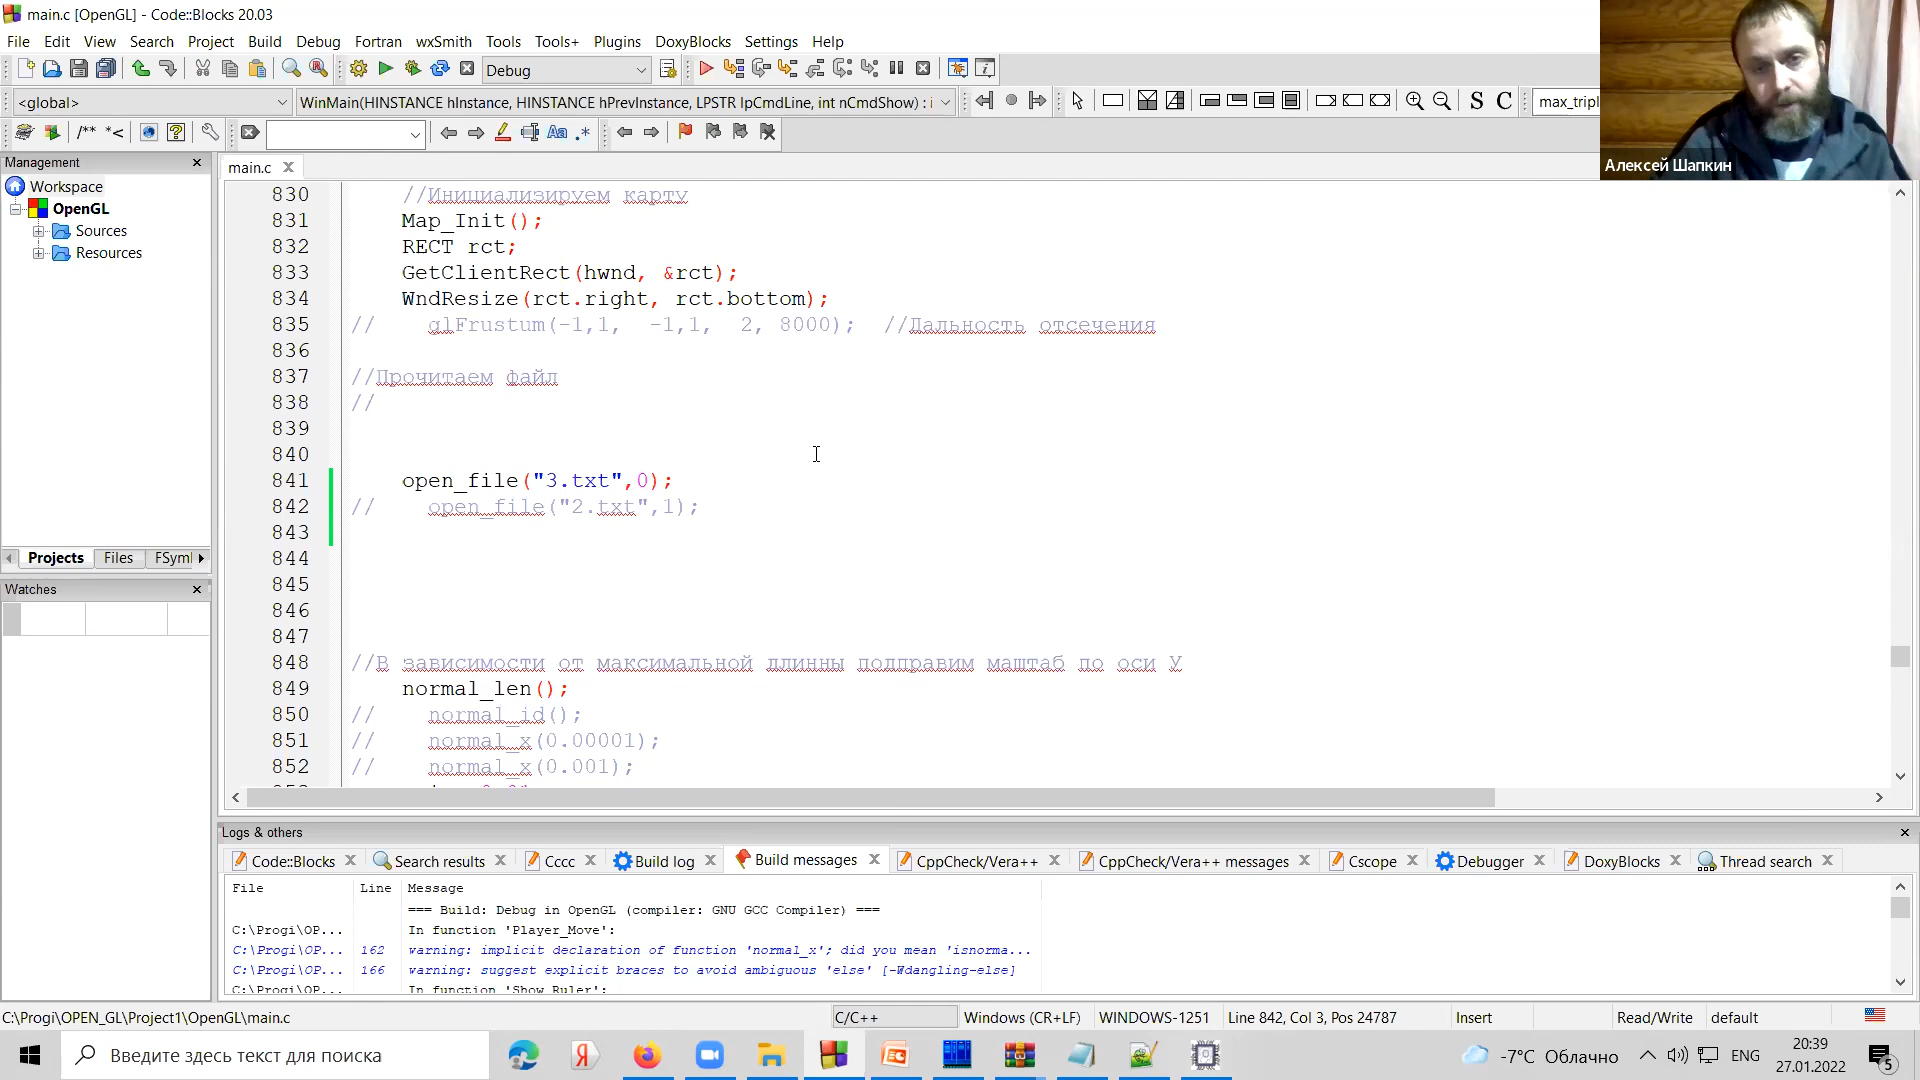 main.c [OpenGL] - Code::Blocks 20.03
File Edit View Search Project Build Debug Fortran wxSmith Tools Tools+ Plugins DoxyBlocks Settings Help
Debug
<global> WinMain(HINSTANCE hInstance, HINSTANCE hPrevInstance, LPSTR lpCmdLine, int nCmdShow) : i S C max_tripl
/** *< Aa .*
Алексей Шапкин
Management
Workspace
OpenGL
Sources
Resources
Projects Files FSyml
Watches
main.c
830 //Инициализируем карту
831 Map_Init();
832 RECT rct;
833 GetClientRect(hwnd, &rct);
834 WndResize(rct.right, rct.bottom);
835 // glFrustum(-1,1, -1,1, 2, 8000); //Дальность отсечения
836
837 //Прочитаем файл
838 //
839
840
841 open_file("3.txt",0);
842 // open_file("2.txt",1);
843
844
845
846
847
848 //В зависимости от максимальной длинны подправим маштаб по оси У
849 normal_len();
850 // normal_id();
851 // normal_x(0.00001);
852 // normal_x(0.001);
Logs & others
Code::Blocks Search results Cccc Build log Build messages CppCheck/Vera++ CppCheck/Vera++ messages Cscope Debugger DoxyBlocks Thread search
File Line Message
=== Build: Debug in OpenGL (compiler: GNU GCC Compiler) ===
C:\Progi\OP... In function 'Player_Move':
C:\Progi\OP... 162 warning: implicit declaration of function 'normal_x'; did you mean 'isnorma...
C:\Progi\OP... 166 warning: suggest explicit braces to avoid ambiguous 'else' [-Wdangling-else]
C:\Progi\OP... In function 'Show_Ruler':
C:\Progi\OPEN_GL\Project1\OpenGL\main.c C/C++ Windows (CR+LF) WINDOWS-1251 Line 842, Col 3, Pos 24787 Insert Read/Write default
Введите здесь текст для поиска
-7°C Облачно ENG
20:39
27.01.2022
5